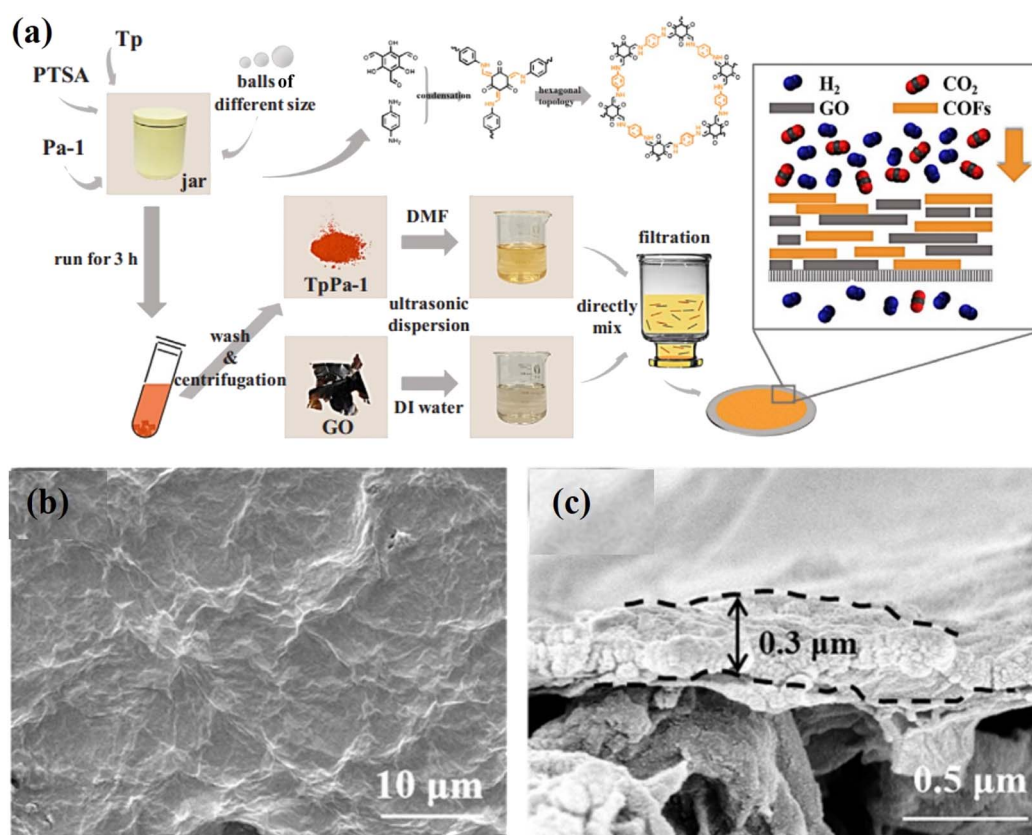 (a)
Tp
PTSA
Pa-1
balls of
different size
jar
condensation
hexagonal
topology
H₂
CO₂
GO
COFs
run for 3 h
wash
&
centrifugation
TpPa-1
DMF
ultrasonic
dispersion
GO
DI water
filtration
directly
mix
(b)
10 µm
(c)
0.3 µm
0.5 µm